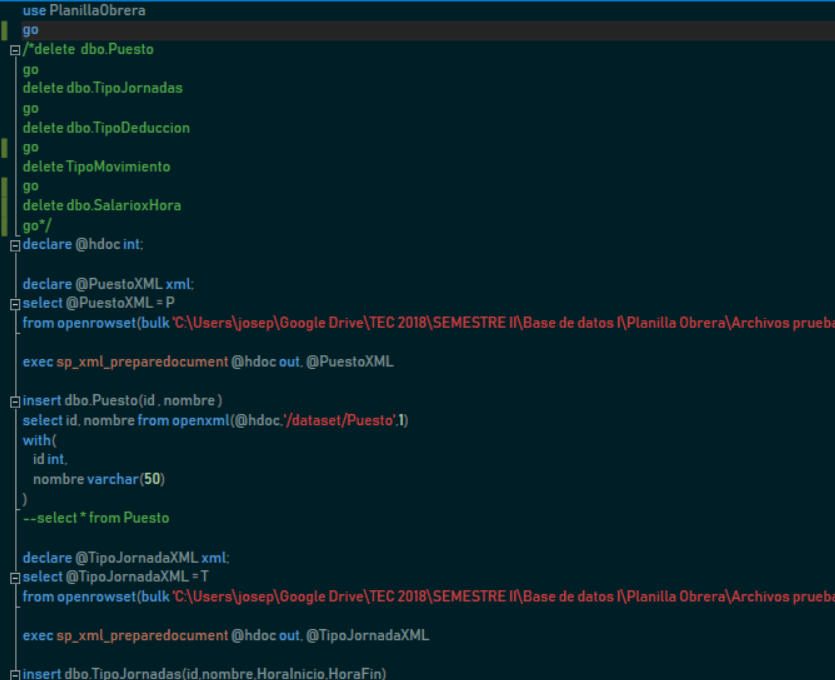 use PlanillaObrera
go
/*delete dbo.Puesto
go
delete dbo.TipoJornadas
go
delete dbo.TipoDeduccion
go
delete TipoMovimiento
go
delete dbo.SalarioxHora
go*/
declare @hdoc int;
declare @PuestoXML xml;
select @PuestoXML = P
from openrowset(bulk 'C:\Users\josep\Google Drive\TEC 2018\SEMESTRE II\Base de datos I\Planilla Obrera\Archivos prueba
exec sp_xml_preparedocument @hdoc out, @PuestoXML
insert dbo.Puesto(id , nombre )
select id, nombre from openxml(@hdoc,'/dataset/Puesto',1)
with(
id int,
nombre varchar(50)
)
--select * from Puesto
declare @TipoJornadaXML xml;
select @TipoJornadaXML = T
from openrowset(bulk 'C:\Users\josep\Google Drive\TEC 2018\SEMESTRE II\Base de datos I\Planilla Obrera\Archivos prueba
exec sp_xml_preparedocument @hdoc out, @TipoJornadaXML
insert dbo.TipoJornadas(id,nombre,HoraInicio,HoraFin)